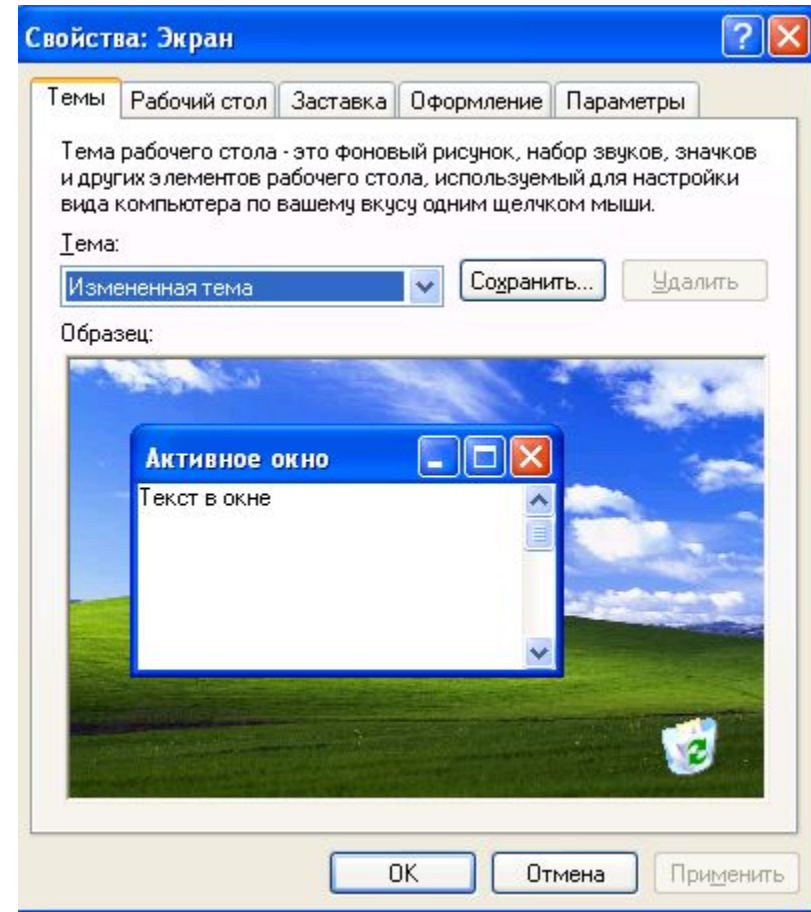 Свойства: Экран
Темы Рабочий стол Заставка Оформление Параметры
Тема рабочего стола - это фоновый рисунок, набор звуков, значков
и других элементов рабочего стола, используемый для настройки
вида компьютера по вашему вкусу одним щелчком мыши.
Тема:
Измененная тема Сохранить... Удалить
Образец:
Активное окно
Текст в окне
ОК Отмена Применить